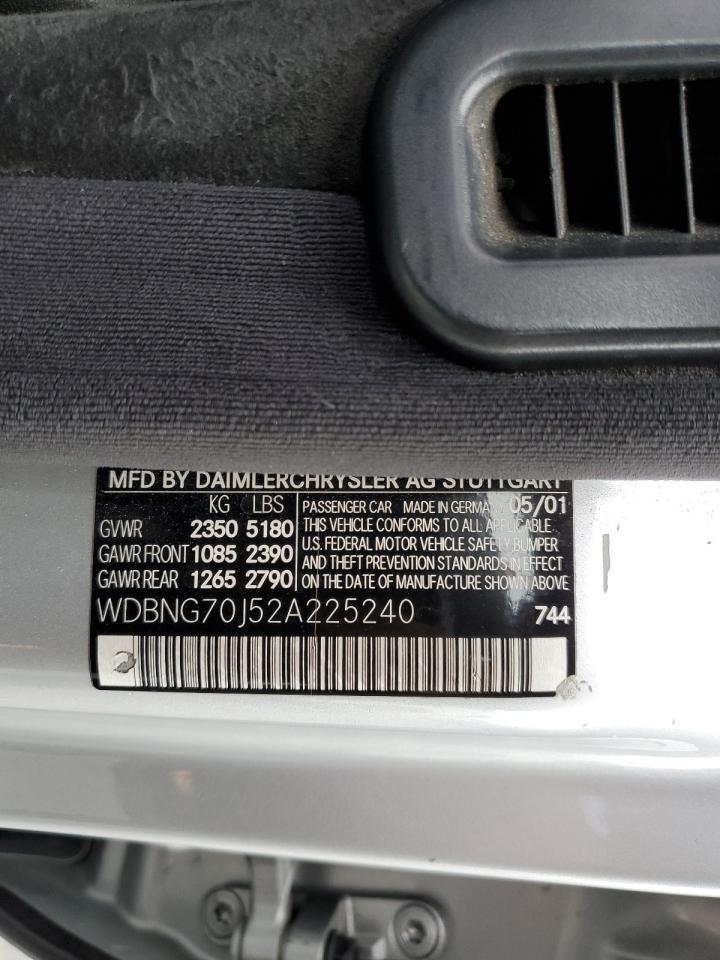 MFD BY DAIMLERCHRYSLER AG STUTTGART
KG LBS
GVWR 2350 5180
GAWR FRONT 1085 2390
GAWR REAR 1265 2790
PASSENGER CAR MADE IN GERMANY 05/01
THIS VEHICLE CONFORMS TO ALL APPLICABLE
U.S. FEDERAL MOTOR VEHICLE SAFETY, BUMPER
AND THEFT PREVENTION STANDARDS IN EFFECT
ON THE DATE OF MANUFACTURE SHOWN ABOVE
WDBNG70J52A225240 744